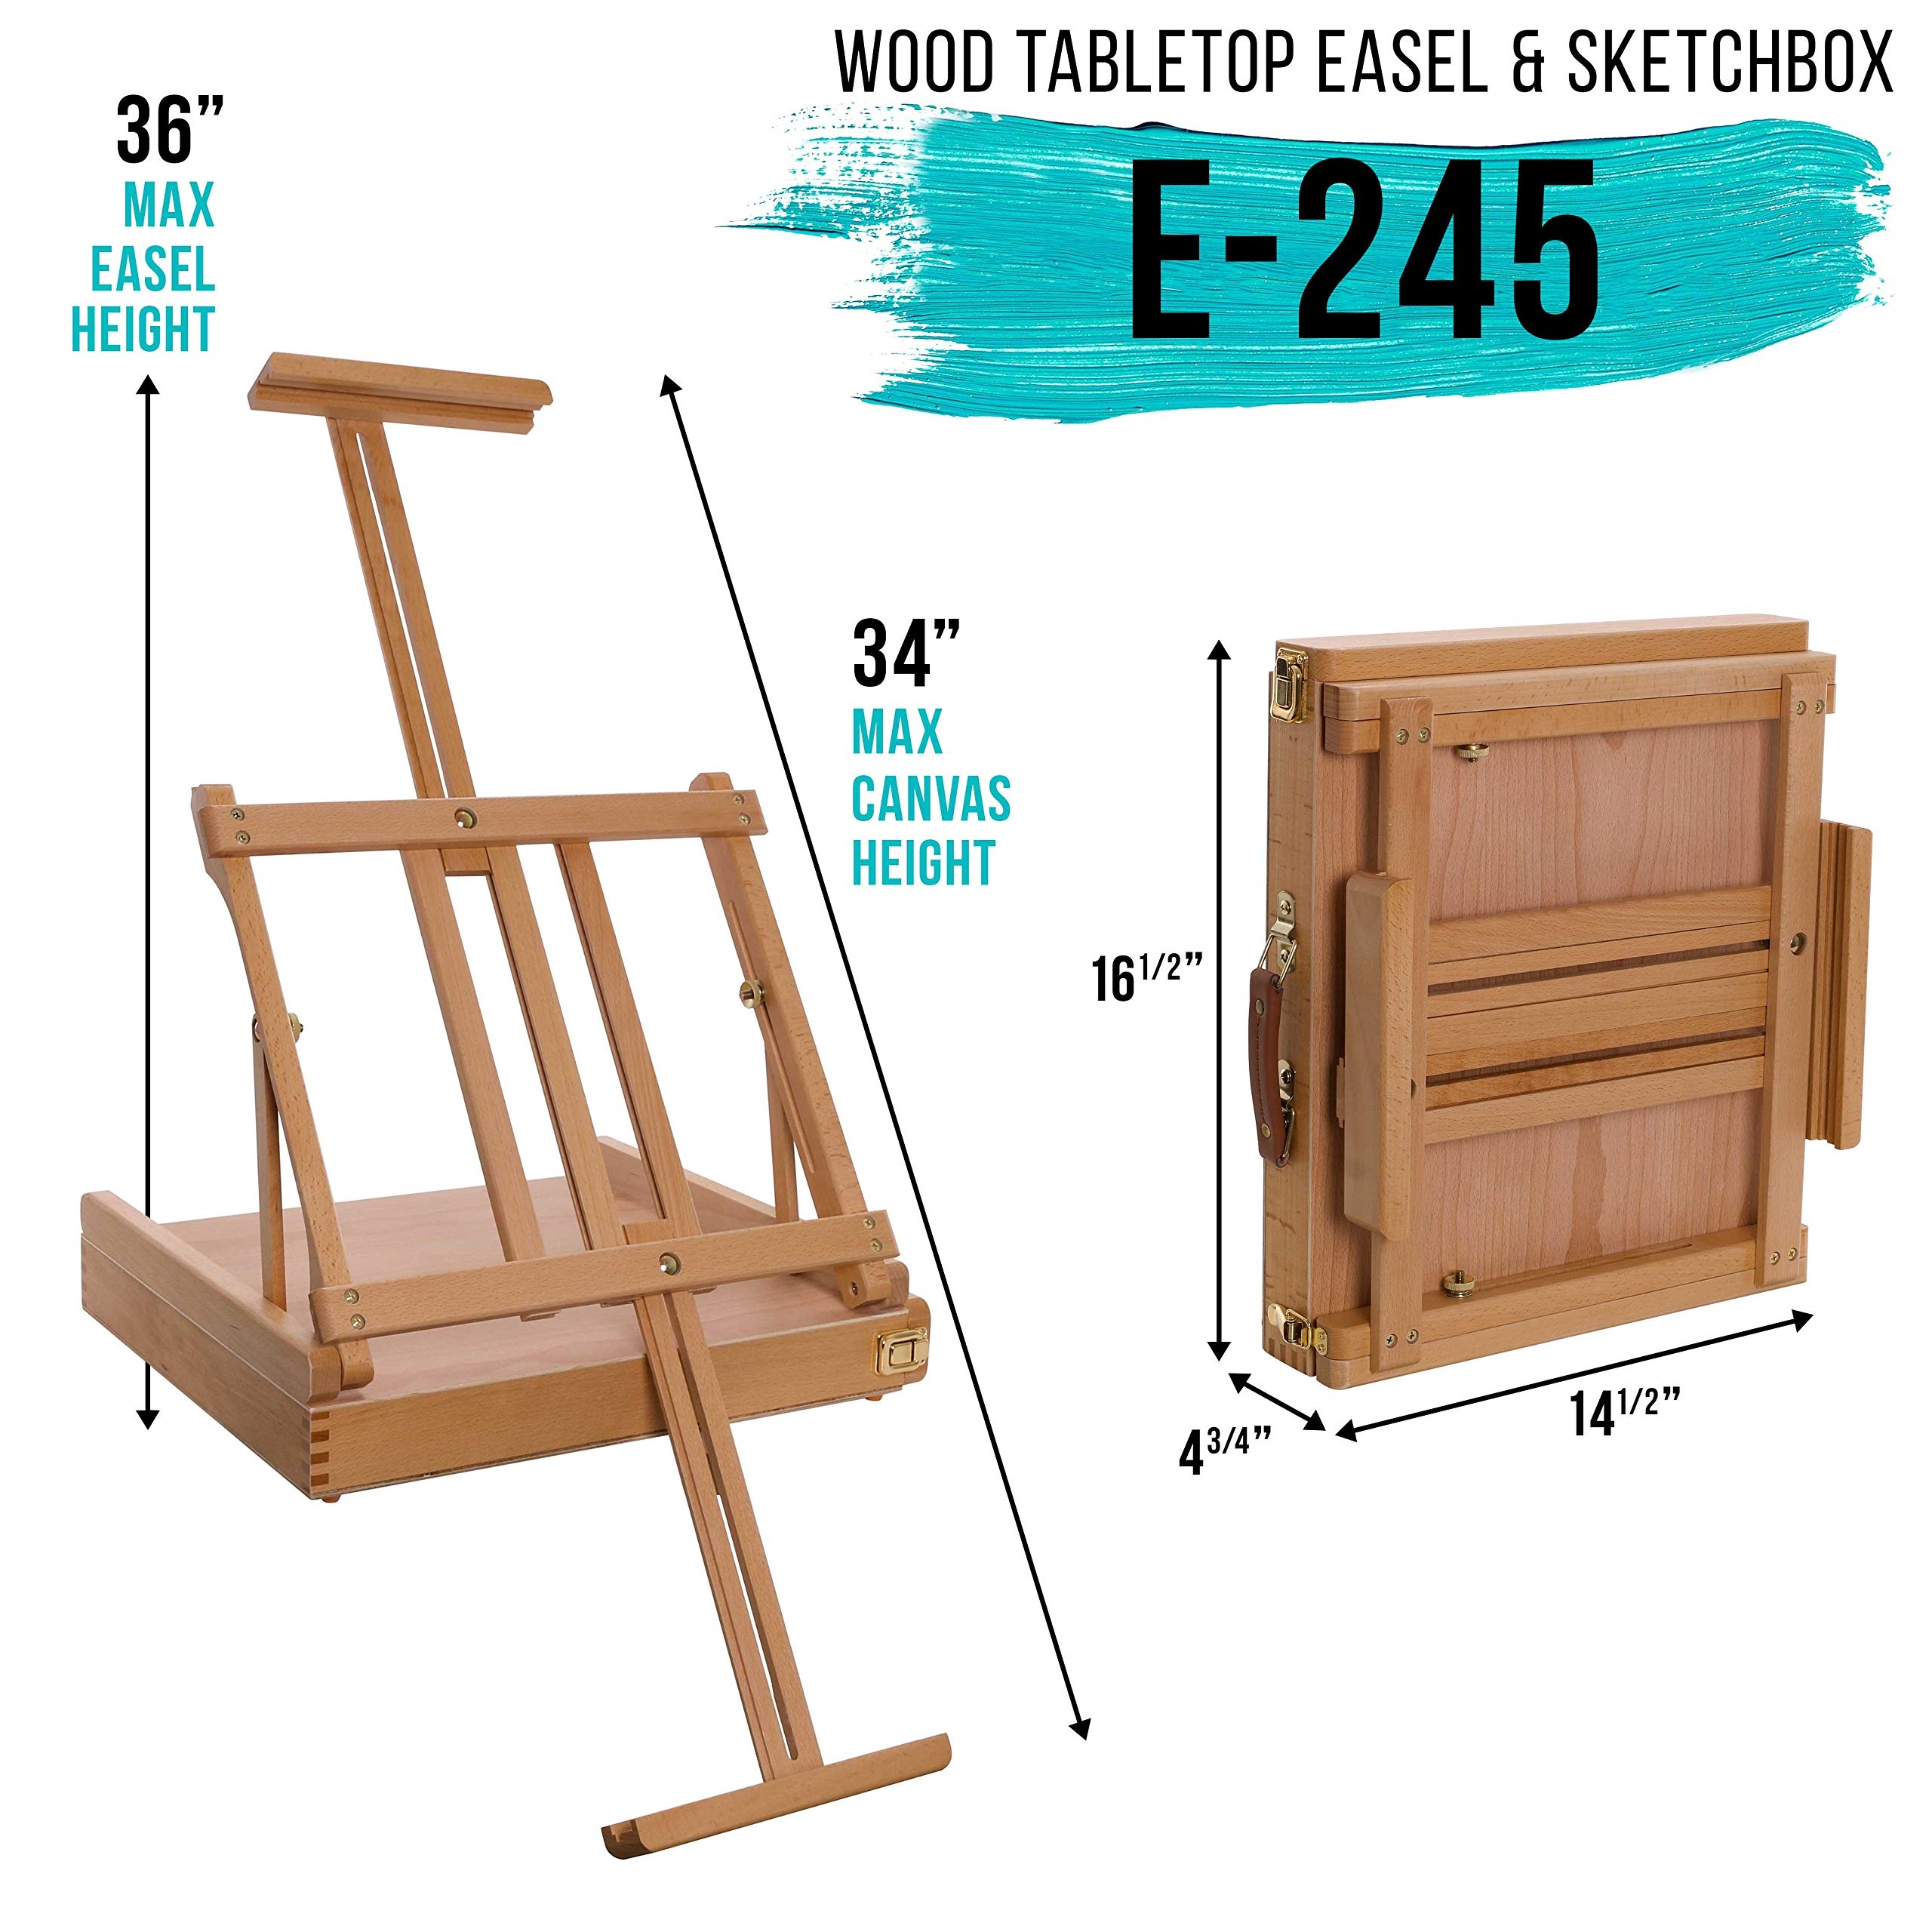 WOOD TABLETOP EASEL & SKETCHBOX
E-245
36”
MAX
EASEL
HEIGHT
34”
MAX
CANVAS
HEIGHT
16 1/2”
4 3/4”
14 1/2”